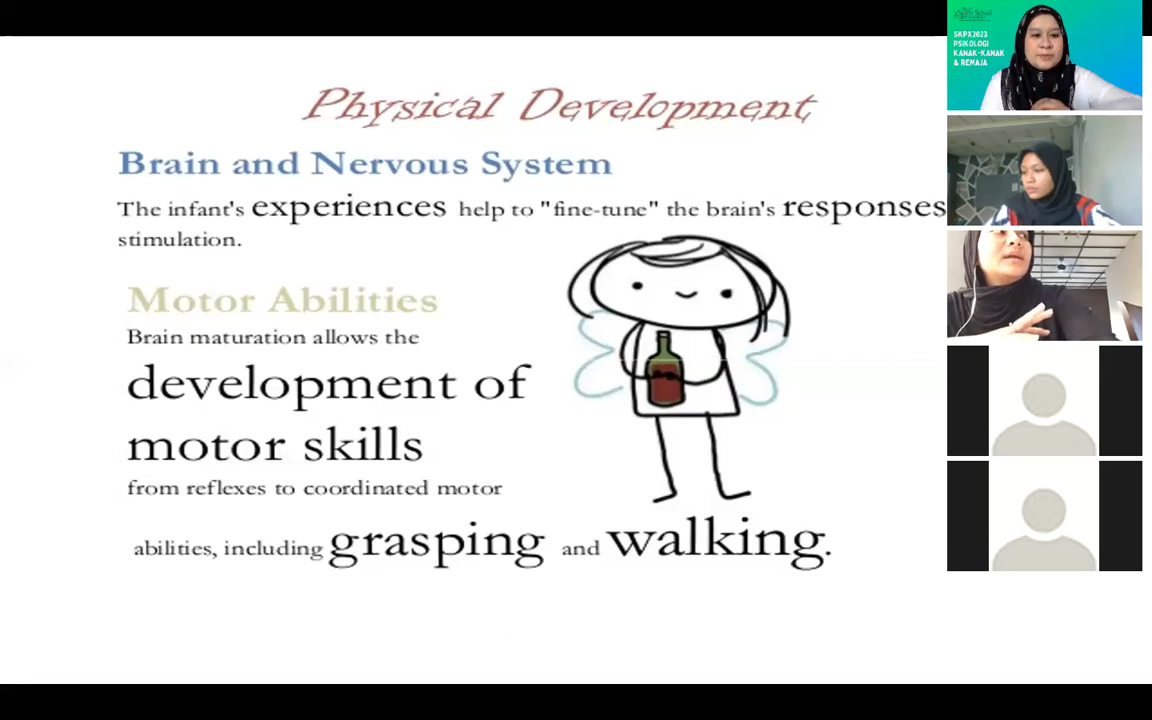 Physical Development
Brain and Nervous System
The infant's experiences help to "fine-tune" the brain's responses
stimulation.
Motor Abilities
Brain maturation allows the
development of
motor skills
from reflexes to coordinated motor
abilities, including grasping and walking.
SKPX2023
PSIKOLOGI
KANAK-KANAK
& REMAJA